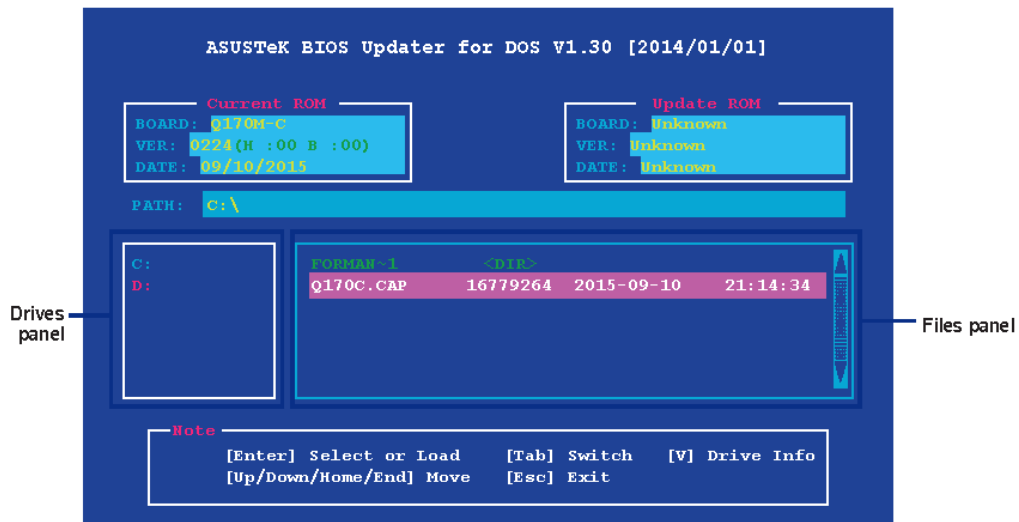 ASUSTeK BIOS Updater for DOS V1.30 [2014/01/01]
Current ROM
BOARD: Q170M-C
VER: 0224(H :00 B :00)
DATE: 09/10/2015
Update ROM
BOARD: Unknown
VER: Unknown
DATE: Unknown
PATH: C:\
C:
D:
FORMAN~1 <DIR>
Q170C.CAP 16779264 2015-09-10 21:14:34
Drives
panel
Files panel
Note
[Enter] Select or Load [Tab] Switch [V] Drive Info
[Up/Down/Home/End] Move [Esc] Exit